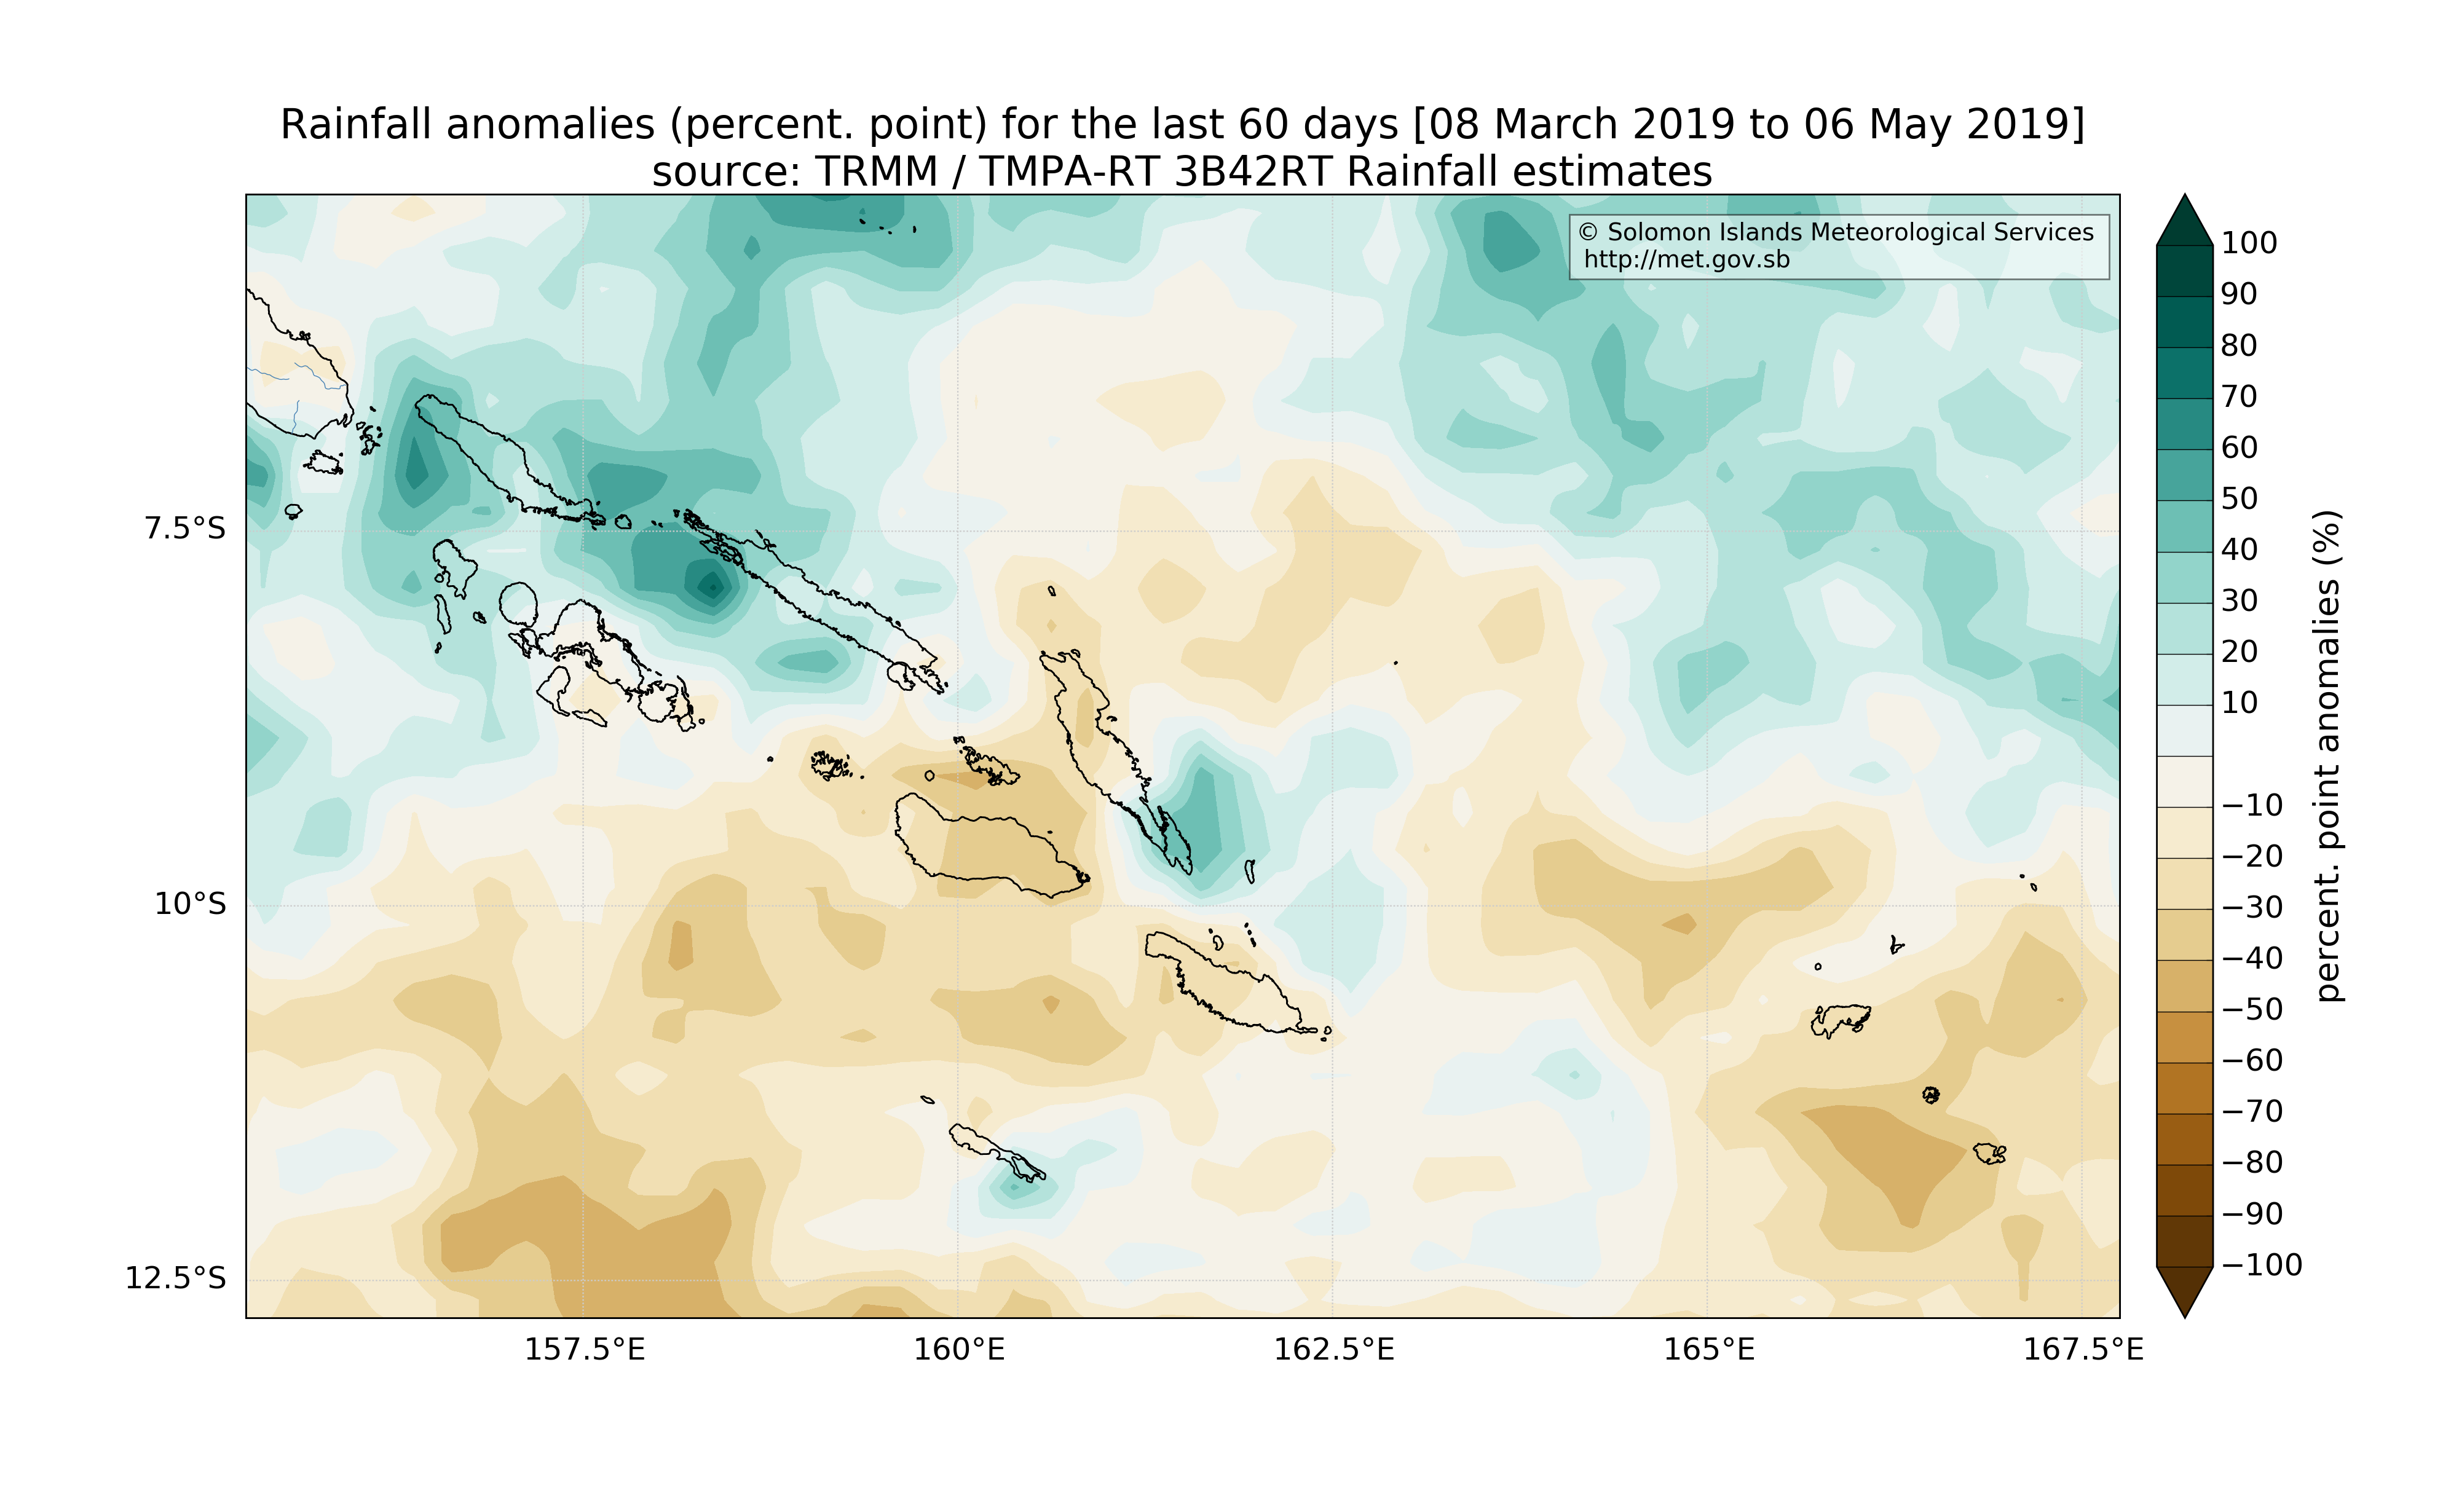 Rainfall anomalies (percent. point) for the last 60 days [08 March 2019 to 06 May 2019]
source: TRMM / TMPA-RT 3B42RT Rainfall estimates
© Solomon Islands Meteorological Services
http://met.gov.sb
7.5°S
10°S
12.5°S
157.5°E
160°E
162.5°E
165°E
167.5°E
100
90
80
70
60
50
40
30
20
10
−10
−20
−30
−40
−50
−60
−70
−80
−90
−100
percent. point anomalies (%)